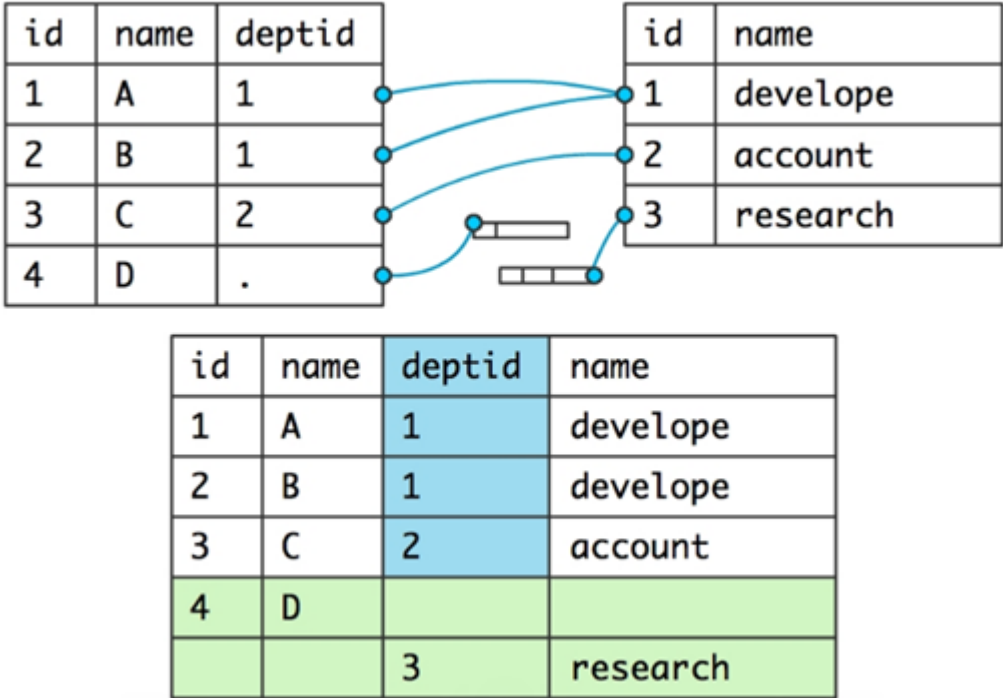 id name deptid
1 A 1
2 B 1
3 C 2
4 D .
id name
1 develope
2 account
3 research
id name deptid name
1 A 1 develope
2 B 1 develope
3 C 2 account
4 D
3 research